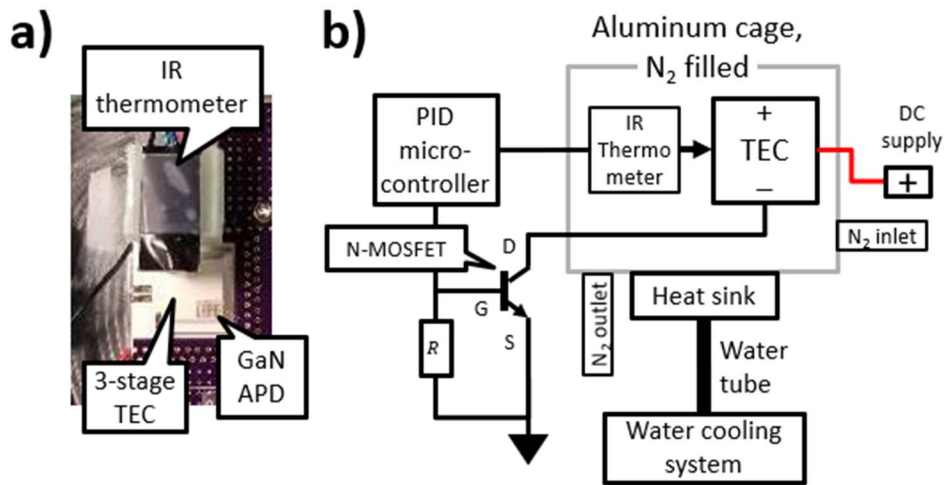 a)
IR
thermometer
3-stage
TEC
GaN
APD
b)
Aluminum cage,
N2 filled
PID
micro-
controller
IR
Thermo
meter
+
TEC
–
DC
supply
+
N-MOSFET
D
G
S
R
N2 inlet
N2 outlet
Heat sink
Water
tube
Water cooling
system